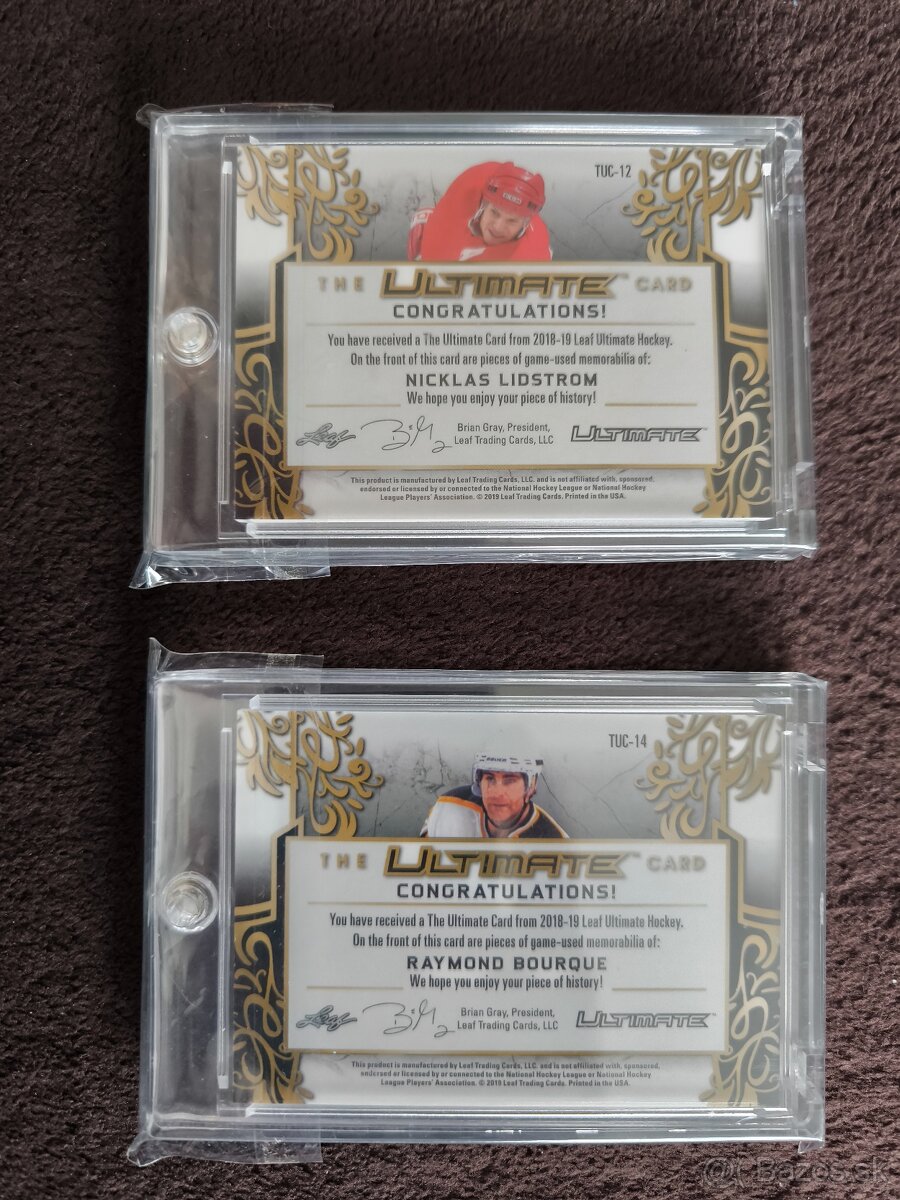 TUC-12
THE ULTIMATE™ CARD
CONGRATULATIONS!
You have received a The Ultimate Card from 2018-19 Leaf Ultimate Hockey.
On the front of this card are pieces of game-used memorabilia of:
NICKLAS LIDSTROM
We hope you enjoy your piece of history!
Leaf
Brian Gray, President,
Leaf Trading Cards, LLC
ULTIMATE™
This product is manufactured by Leaf Trading Cards, LLC. and is not affiliated with, sponsored,
endorsed or licensed by or connected to the National Hockey League or National Hockey
League Players' Association. © 2019 Leaf Trading Cards. Printed in the USA.
TUC-14
THE ULTIMATE™ CARD
CONGRATULATIONS!
You have received a The Ultimate Card from 2018-19 Leaf Ultimate Hockey.
On the front of this card are pieces of game-used memorabilia of:
RAYMOND BOURQUE
We hope you enjoy your piece of history!
Leaf
Brian Gray, President,
Leaf Trading Cards, LLC
ULTIMATE™
This product is manufactured by Leaf Trading Cards, LLC. and is not affiliated with, sponsored,
endorsed or licensed by or connected to the National Hockey League or National Hockey
League Players' Association. © 2019 Leaf Trading Cards. Printed in the USA.
Bazos.sk